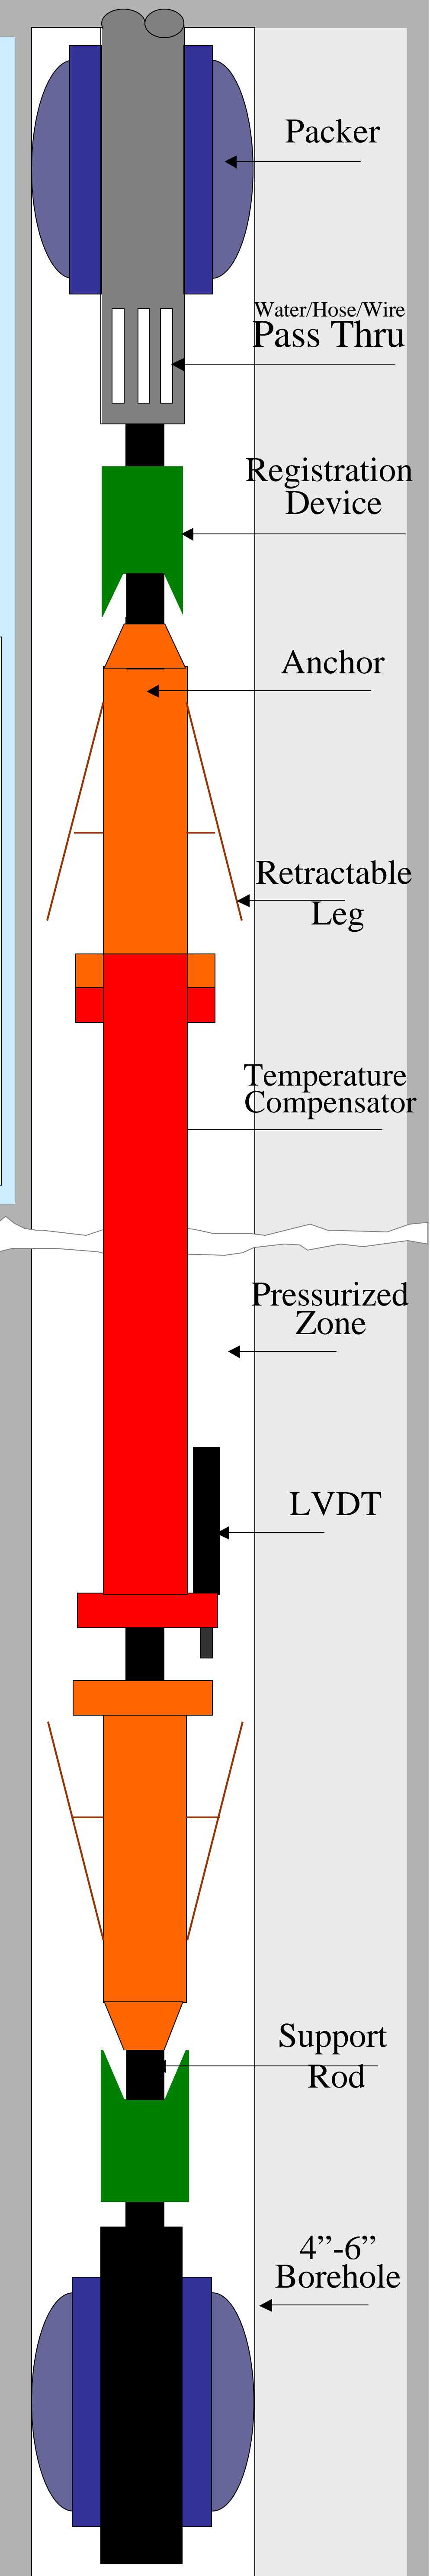 Packer
Water/Hose/Wire
Pass Thru
Registration
Device
Anchor
Retractable
Leg
Temperature
Compensator
Pressurized
Zone
LVDT
Support
Rod
4”-6”
Borehole